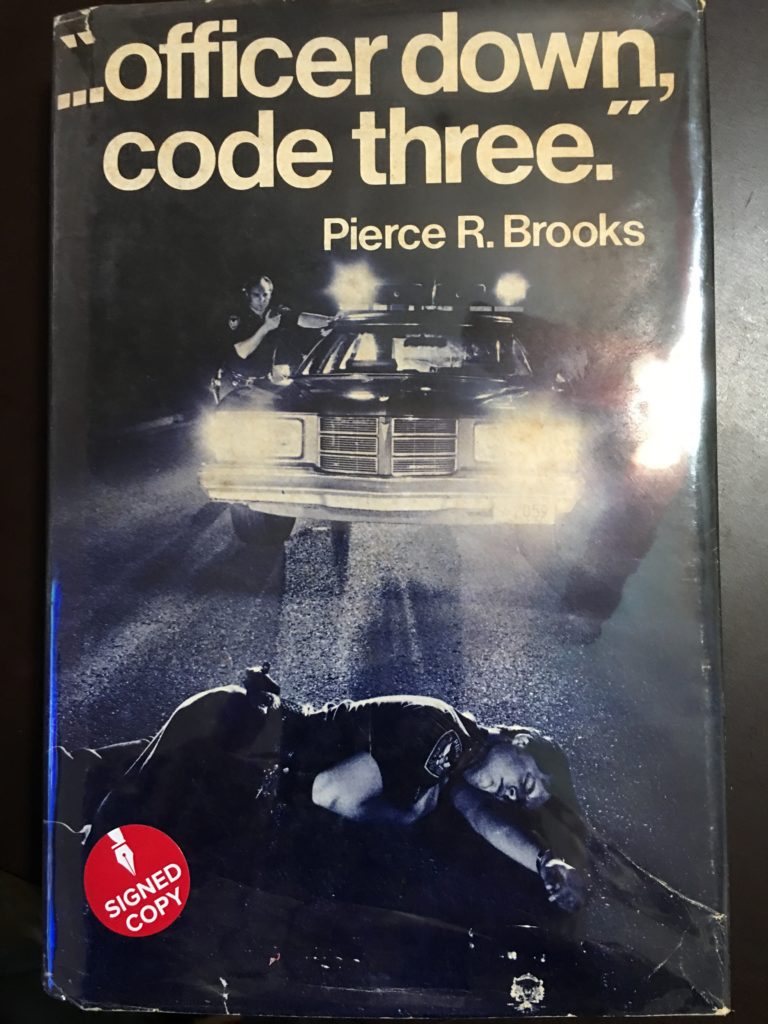 "...officer down,
code three."
Pierce R. Brooks
SIGNED
COPY